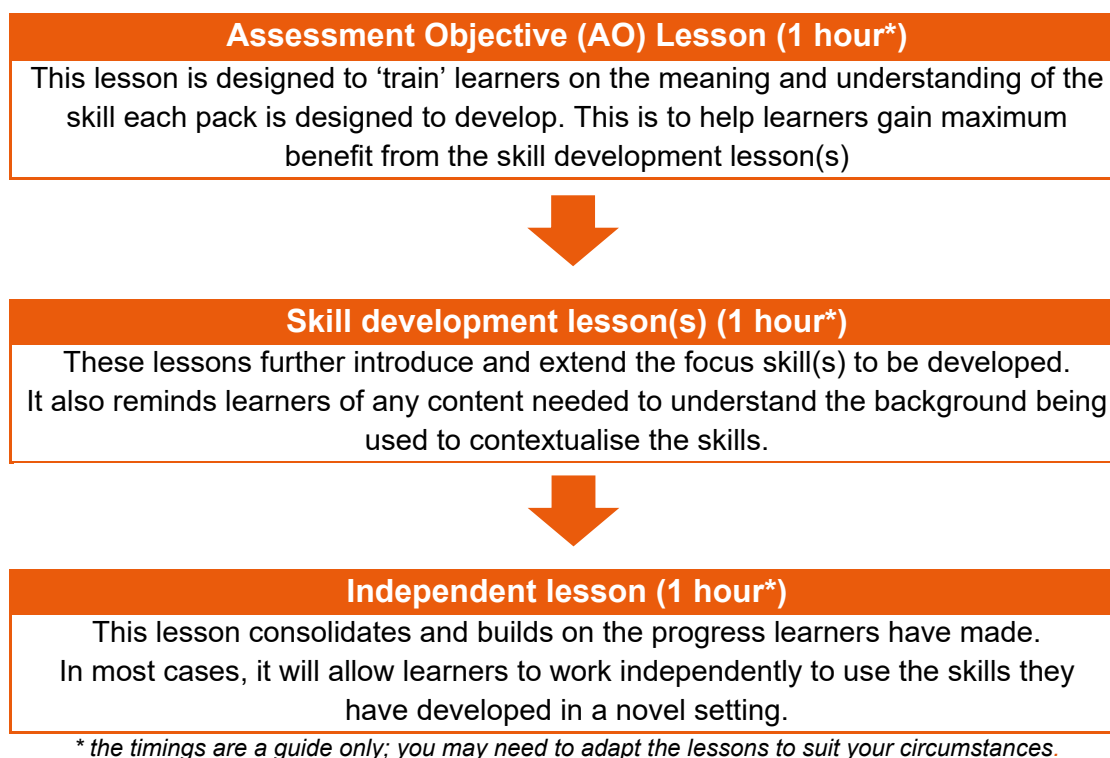 Assessment Objective (AO) Lesson (1 hour*)
This lesson is designed to ‘train’ learners on the meaning and understanding of the
skill each pack is designed to develop. This is to help learners gain maximum
benefit from the skill development lesson(s)
Skill development lesson(s) (1 hour*)
These lessons further introduce and extend the focus skill(s) to be developed.
It also reminds learners of any content needed to understand the background being
used to contextualise the skills.
Independent lesson (1 hour*)
This lesson consolidates and builds on the progress learners have made.
In most cases, it will allow learners to work independently to use the skills they
have developed in a novel setting.
* the timings are a guide only; you may need to adapt the lessons to suit your circumstances.